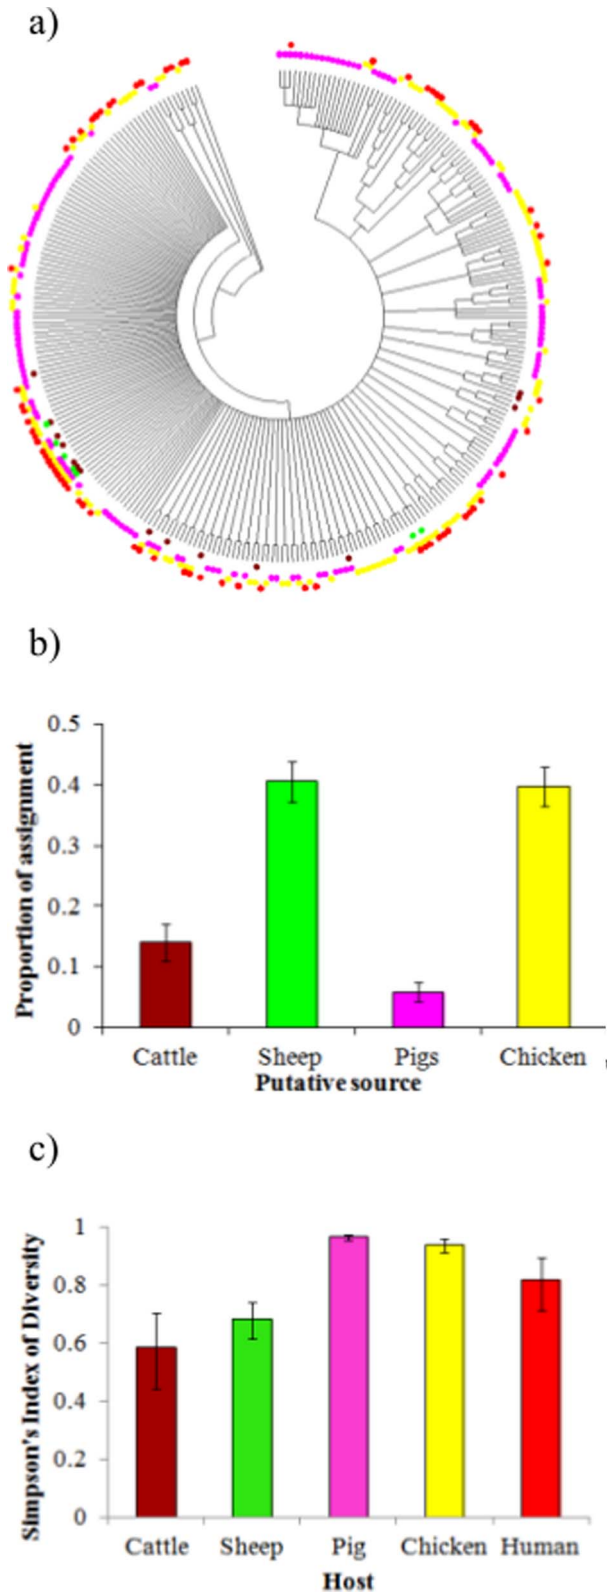 a)
b)
0.5
0.4
0.3
0.2
0.1
0
Proportion of assignment
Cattle Sheep Pigs Chicken
Putative source
c)
1
0.8
0.6
0.4
0.2
0
Simpson's Index of Diversity
Cattle Sheep Pig Chicken Human
Host